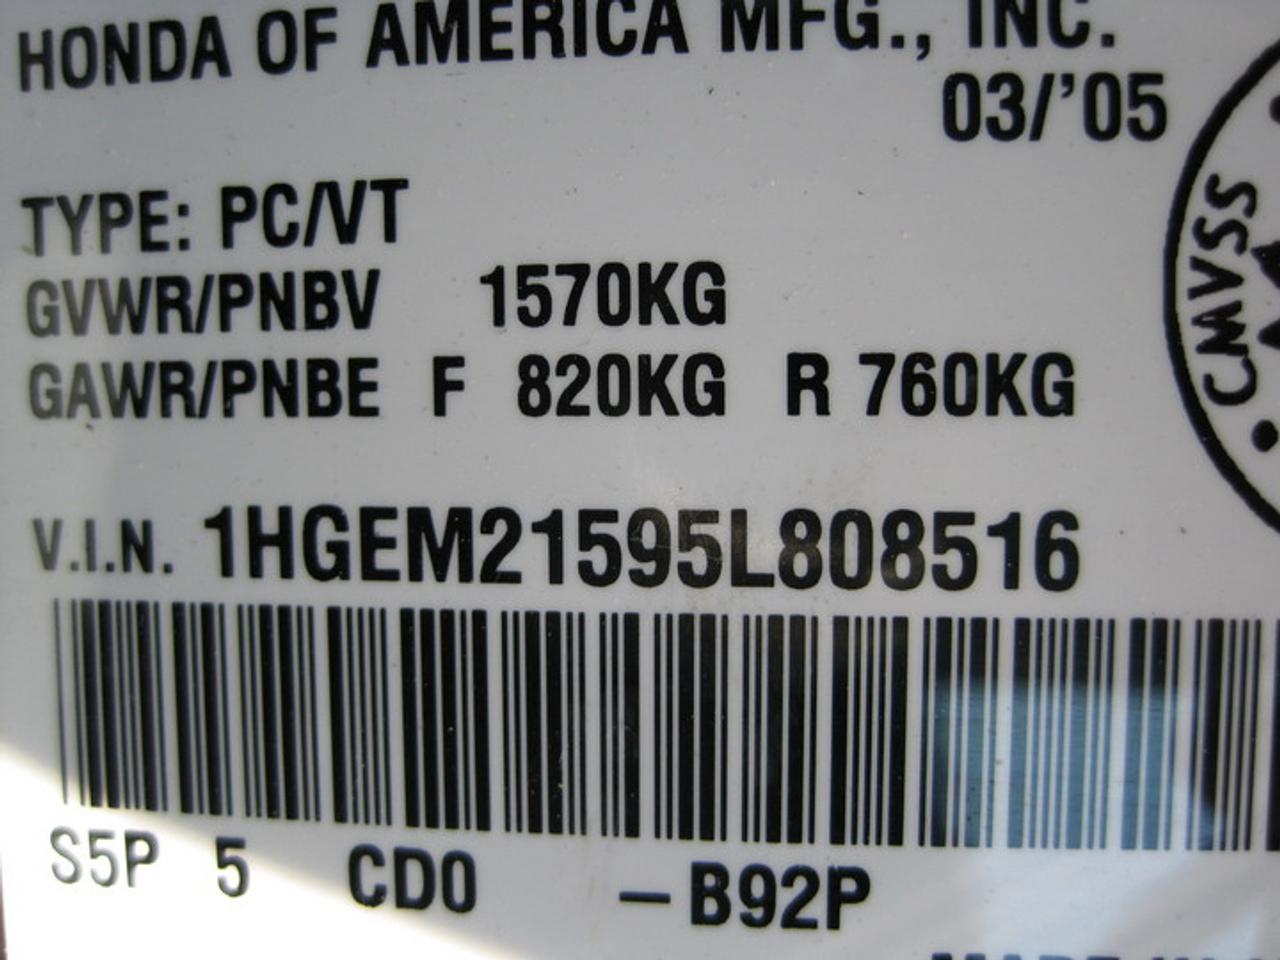 HONDA OF AMERICA MFG., INC.
03/'05
TYPE: PC/VT
GVWR/PNBV 1570KG
GAWR/PNBE F 820KG R 760KG
CMVSS
V.I.N. 1HGEM21595L808516
S5P 5 CD0 –B92P